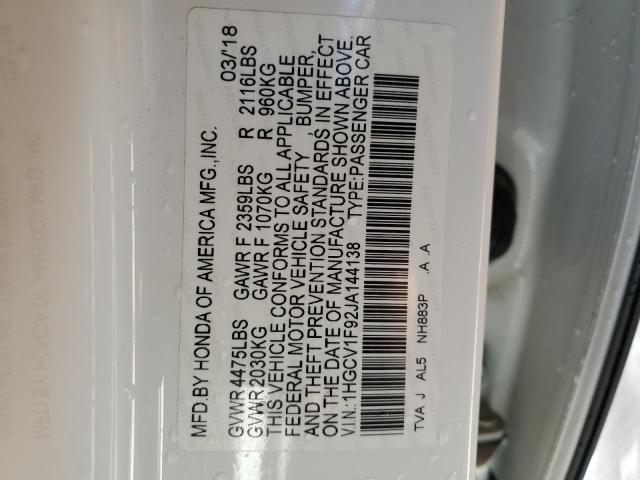 MFD.BY HONDA OF AMERICA MFG.,INC. 03/'18
GVWR 4475LBS GAWR F 2359LBS R 2116LBS
GVWR 2030KG GAWR F 1070KG R 960KG
THIS VEHICLE CONFORMS TO ALL APPLICABLE
FEDERAL MOTOR VEHICLE SAFETY BUMPER,
AND THEFT PREVENTION STANDARDS IN EFFECT
ON THE DATE OF MANUFACTURE SHOWN ABOVE.
V.I.N.:1HGCV1F92JA144138 TYPE:PASSENGER CAR
TVA J AL5 NH883P .A .A